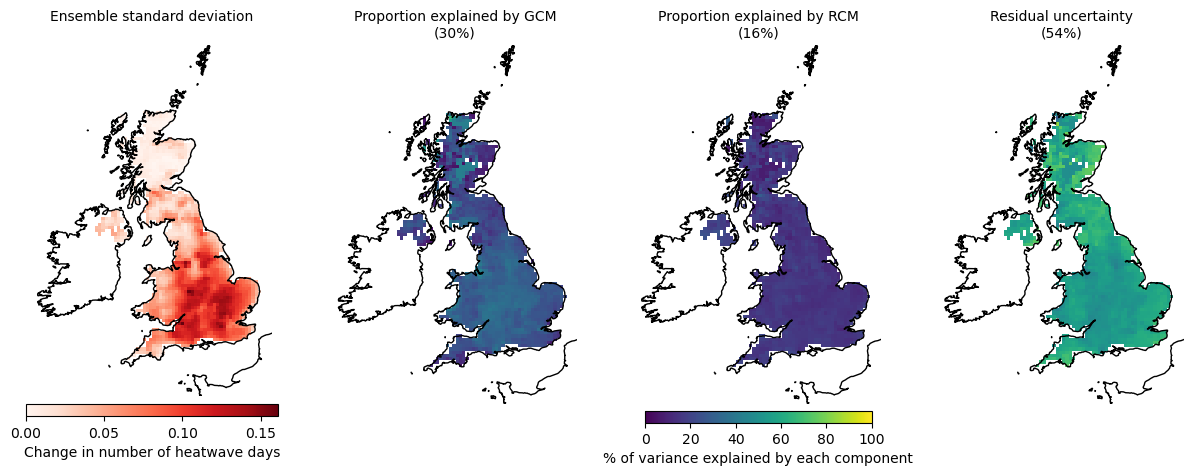 Ensemble standard deviation
Proportion explained by GCM
(30%)
Proportion explained by RCM
(16%)
Residual uncertainty
(54%)
0.00 0.05 0.10 0.15
Change in number of heatwave days
0 20 40 60 80 100
% of variance explained by each component